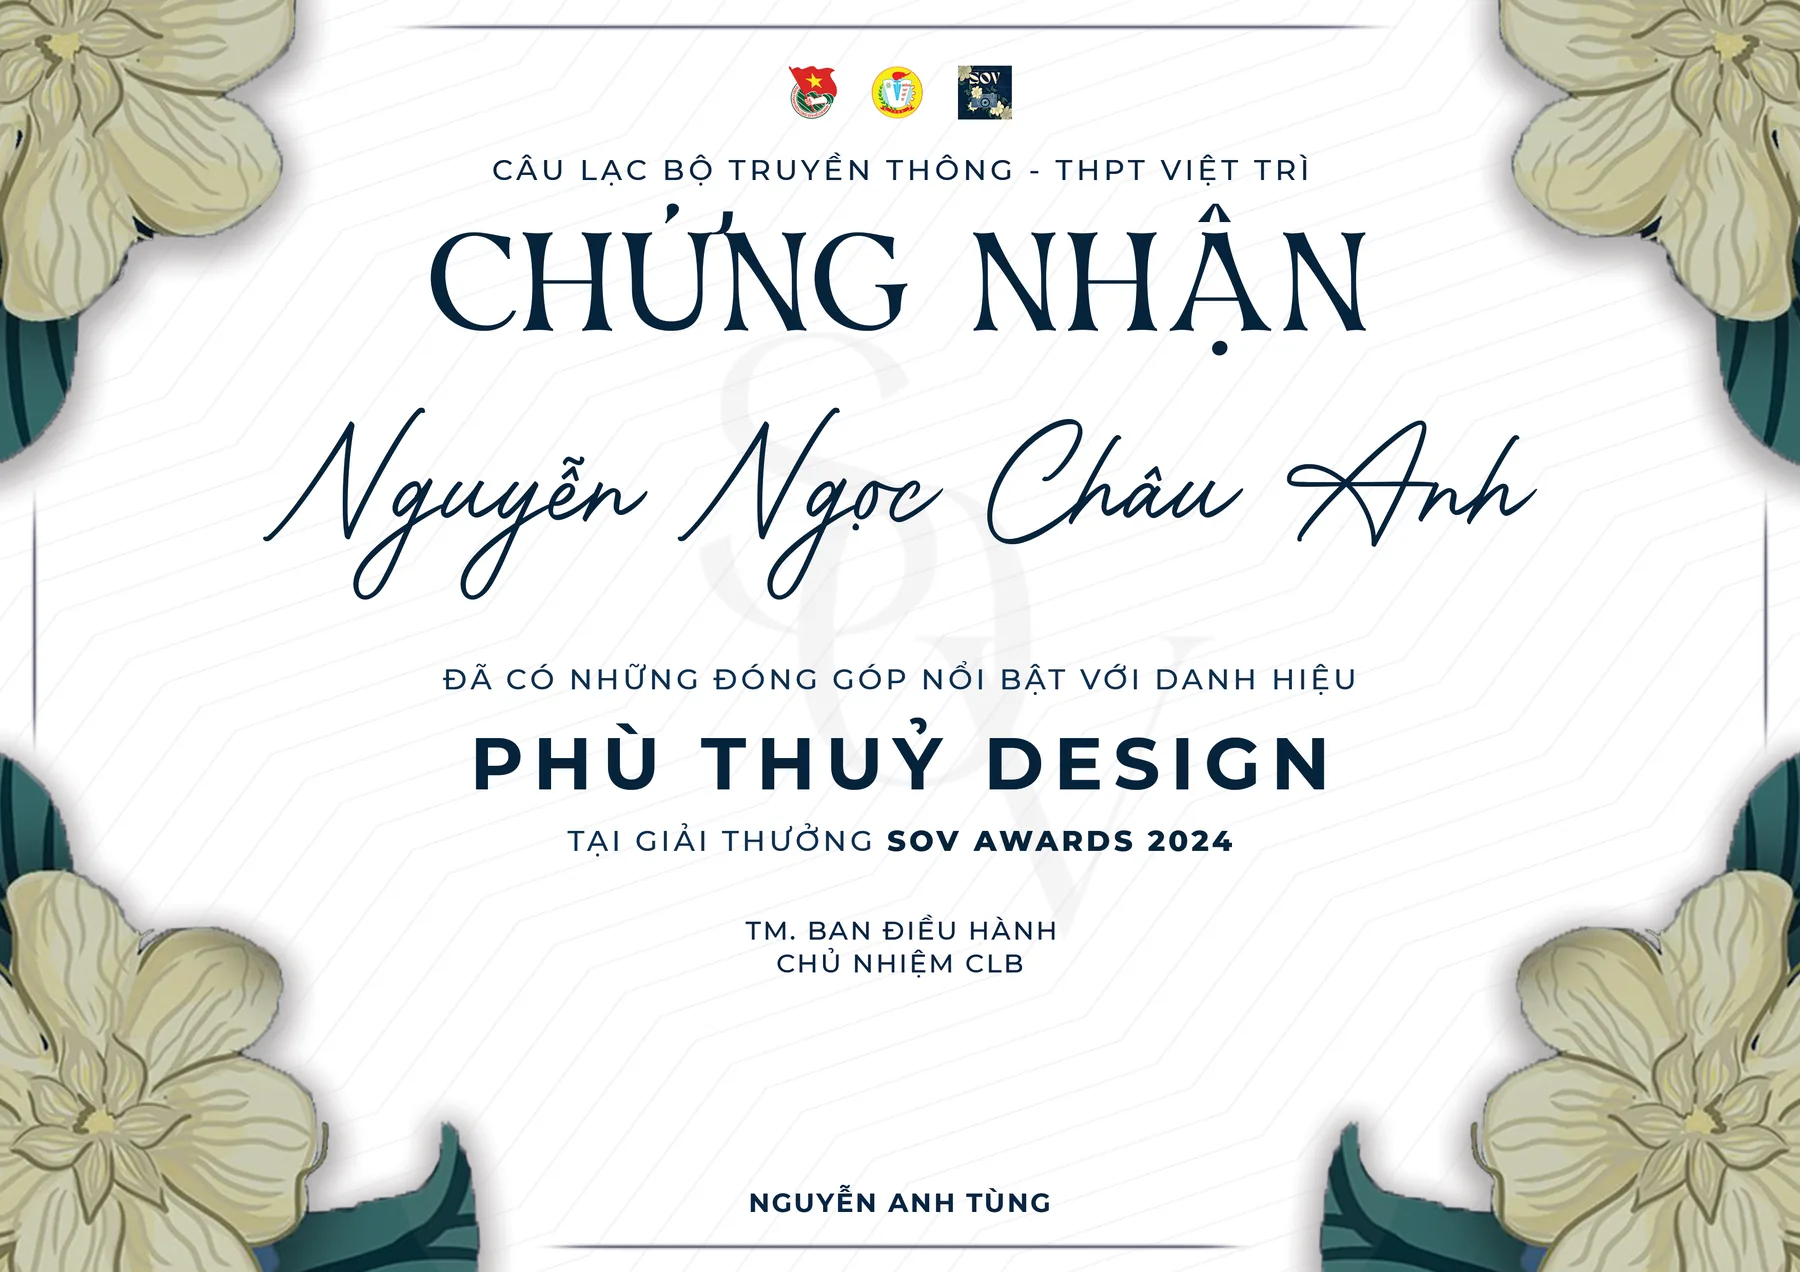 SOV
CÂU LẠC BỘ TRUYỀN THÔNG - THPT VIỆT TRÌ
CHỨNG NHẬN
Nguyễn Ngọc Châu Anh
ĐÃ CÓ NHỮNG ĐÓNG GÓP NỔI BẬT VỚI DANH HIỆU
PHÙ THUỶ DESIGN
TẠI GIẢI THƯỞNG SOV AWARDS 2024
TM. BAN ĐIỀU HÀNH
CHỦ NHIỆM CLB
NGUYỄN ANH TÙNG
SOV